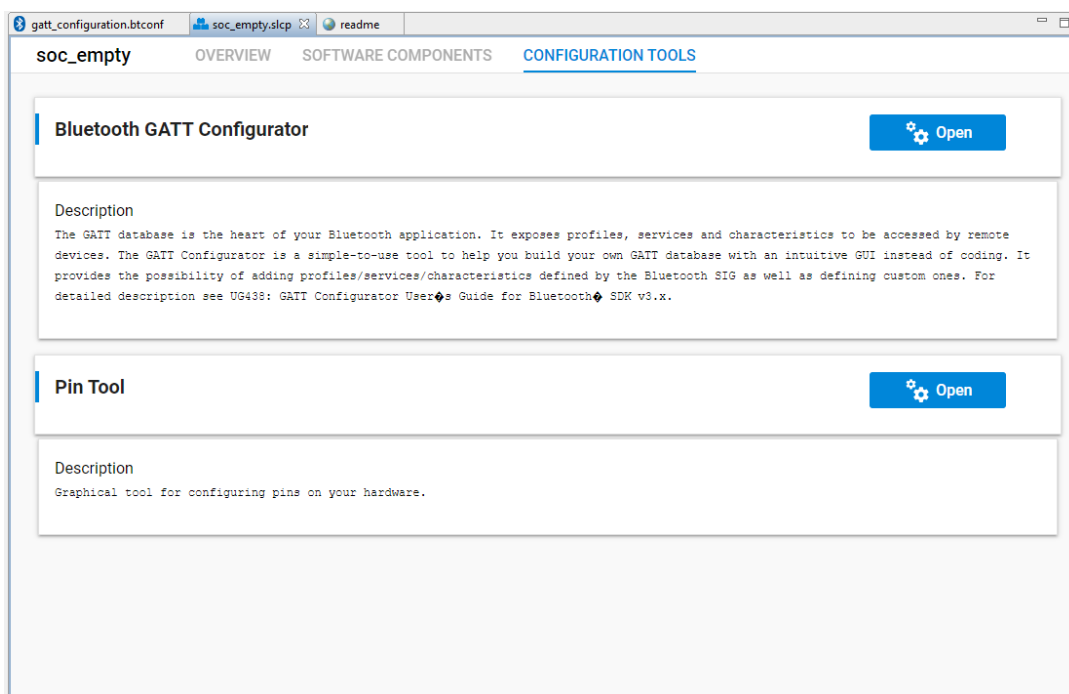 gatt_configuration.btconf
soc_empty.slcp
readme
soc_empty
OVERVIEW
SOFTWARE COMPONENTS
CONFIGURATION TOOLS
Bluetooth GATT Configurator
Open
Description
The GATT database is the heart of your Bluetooth application. It exposes profiles, services and characteristics to be accessed by remote
devices. The GATT Configurator is a simple-to-use tool to help you build your own GATT database with an intuitive GUI instead of coding. It
provides the possibility of adding profiles/services/characteristics defined by the Bluetooth SIG as well as defining custom ones. For
detailed description see UG438: GATT Configurator User�s Guide for Bluetooth� SDK v3.x.
Pin Tool
Open
Description
Graphical tool for configuring pins on your hardware.